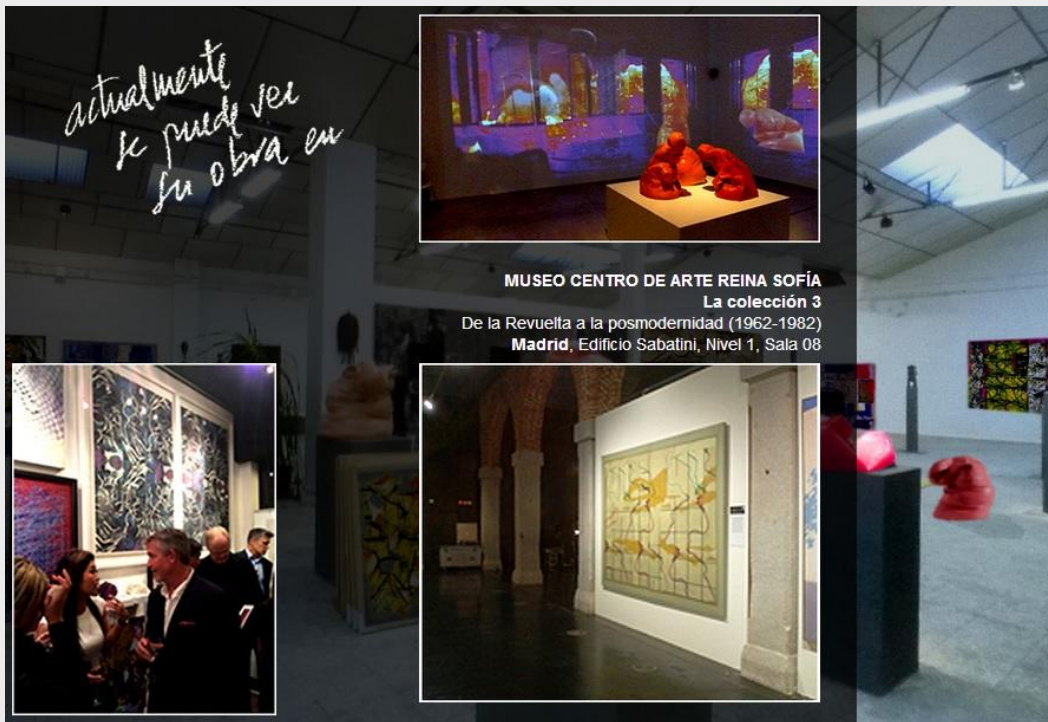 actualmente
se puede ver
su obra en
MUSEO CENTRO DE ARTE REINA SOFÍA
La colección 3
De la Revuelta a la posmodernidad (1962-1982)
Madrid, Edificio Sabatini, Nivel 1, Sala 08